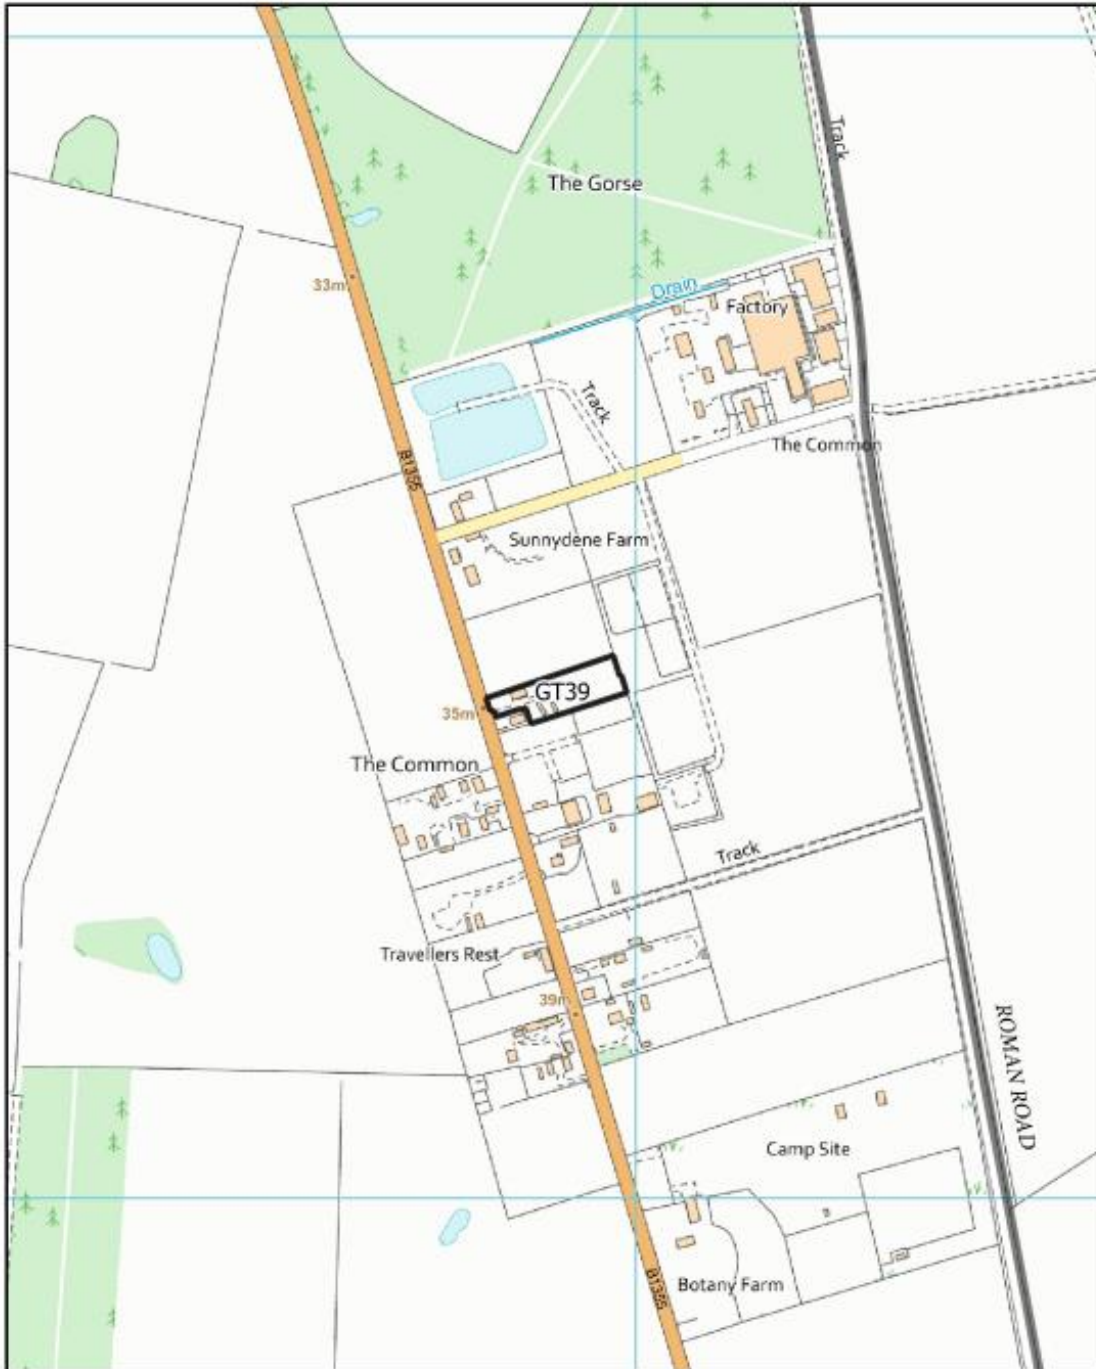 Track
The Gorse
33m
Drain
Factory
Track
The Common
B1355
Sunnydene Farm
GT39
35m
The Common
Track
Travellers Rest
39m
ROMAN ROAD
Camp Site
Botany Farm
B1355